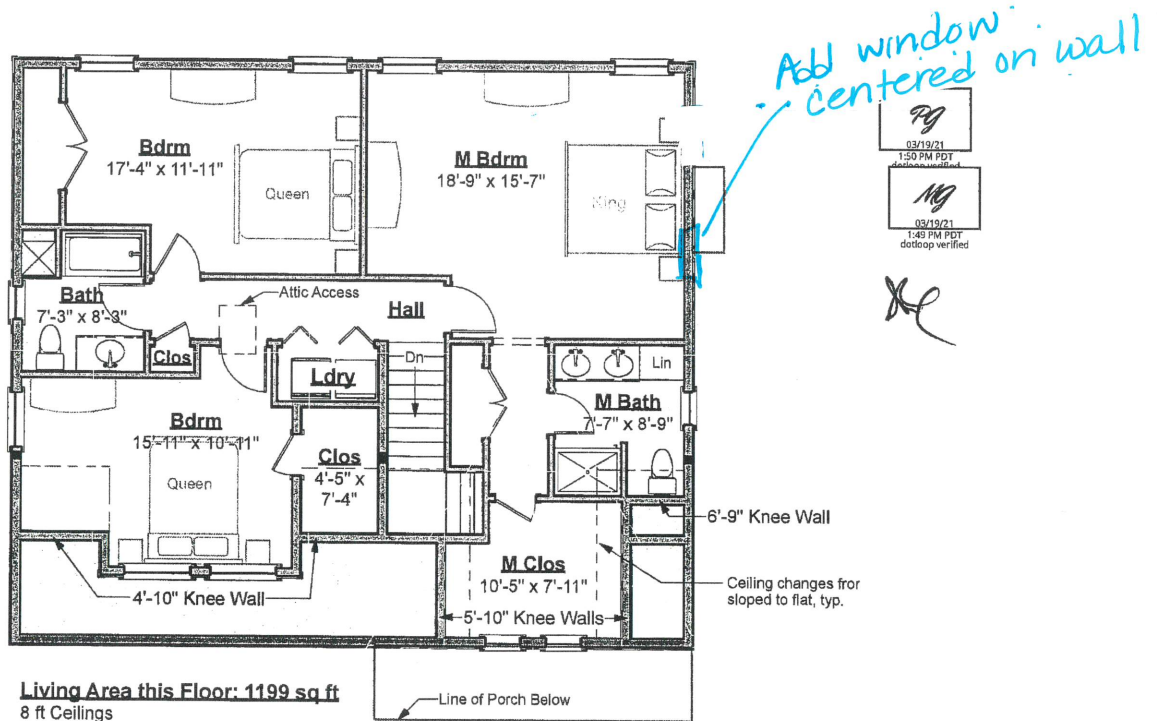 Add window
centered on wall
PG
03/19/21
1:50 PM PDT
dotloop verified
MG
03/19/21
1:49 PM PDT
dotloop verified
Bdrm
17'-4" x 11'-11"
Queen
M Bdrm
18'-9" x 15'-7"
King
Attic Access
Hall
Bath
7'-3" x 8'-3"
Clos
Ldry
Dn
Lin
M Bath
7'-7" x 8'-9"
Bdrm
15'-11" x 10'-11"
Queen
Clos
4'-5" x
7'-4"
6'-9" Knee Wall
M Clos
10'-5" x 7'-11"
Ceiling changes fror
sloped to flat, typ.
4'-10" Knee Wall
5'-10" Knee Walls
Living Area this Floor: 1199 sq ft
8 ft Ceilings
Line of Porch Below